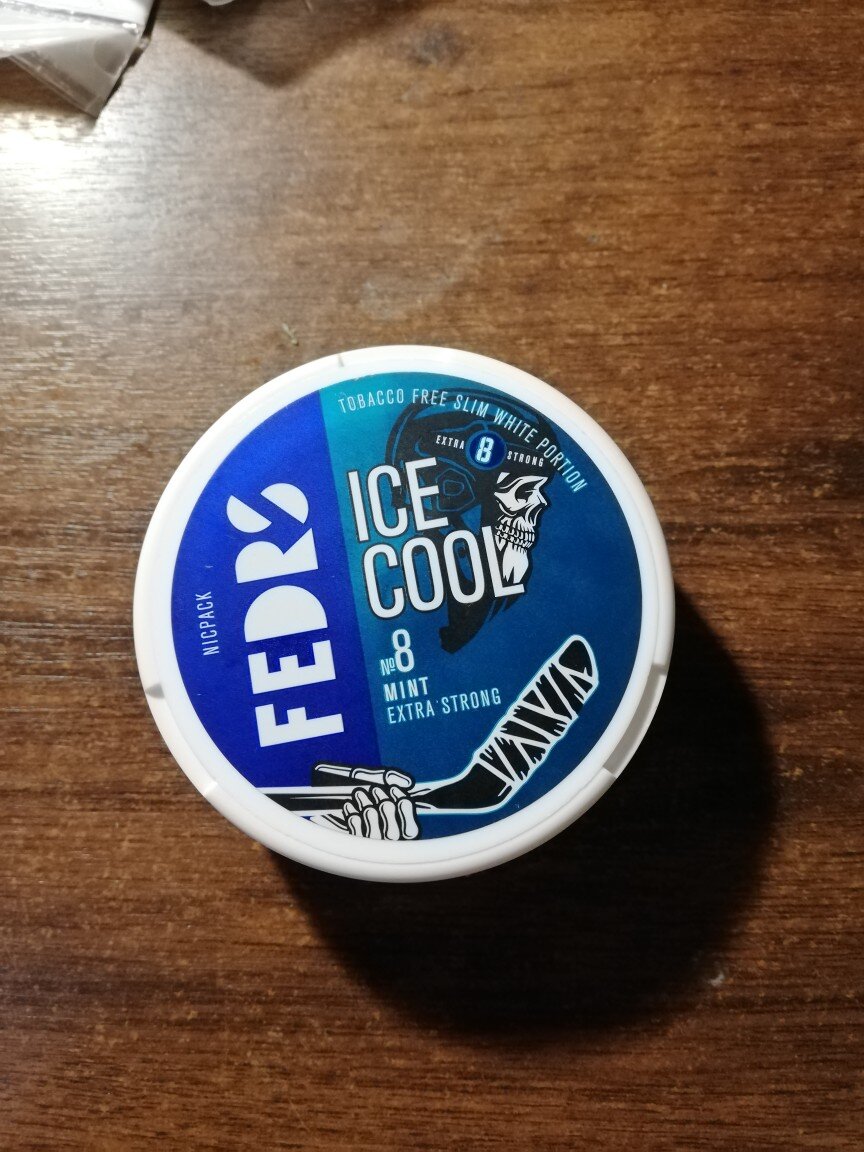 NICPACK
FEDRS
TOBACCO FREE SLIM WHITE PORTION
EXTRA 8 STRONG
ICE
COOL
№8
MINT
EXTRA STRONG